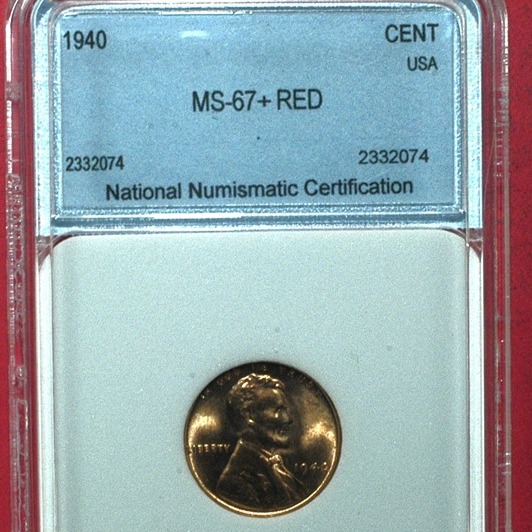 1940 CENT
USA
MS-67+ RED
2332074 2332074
National Numismatic Certification
LIBERTY
1940